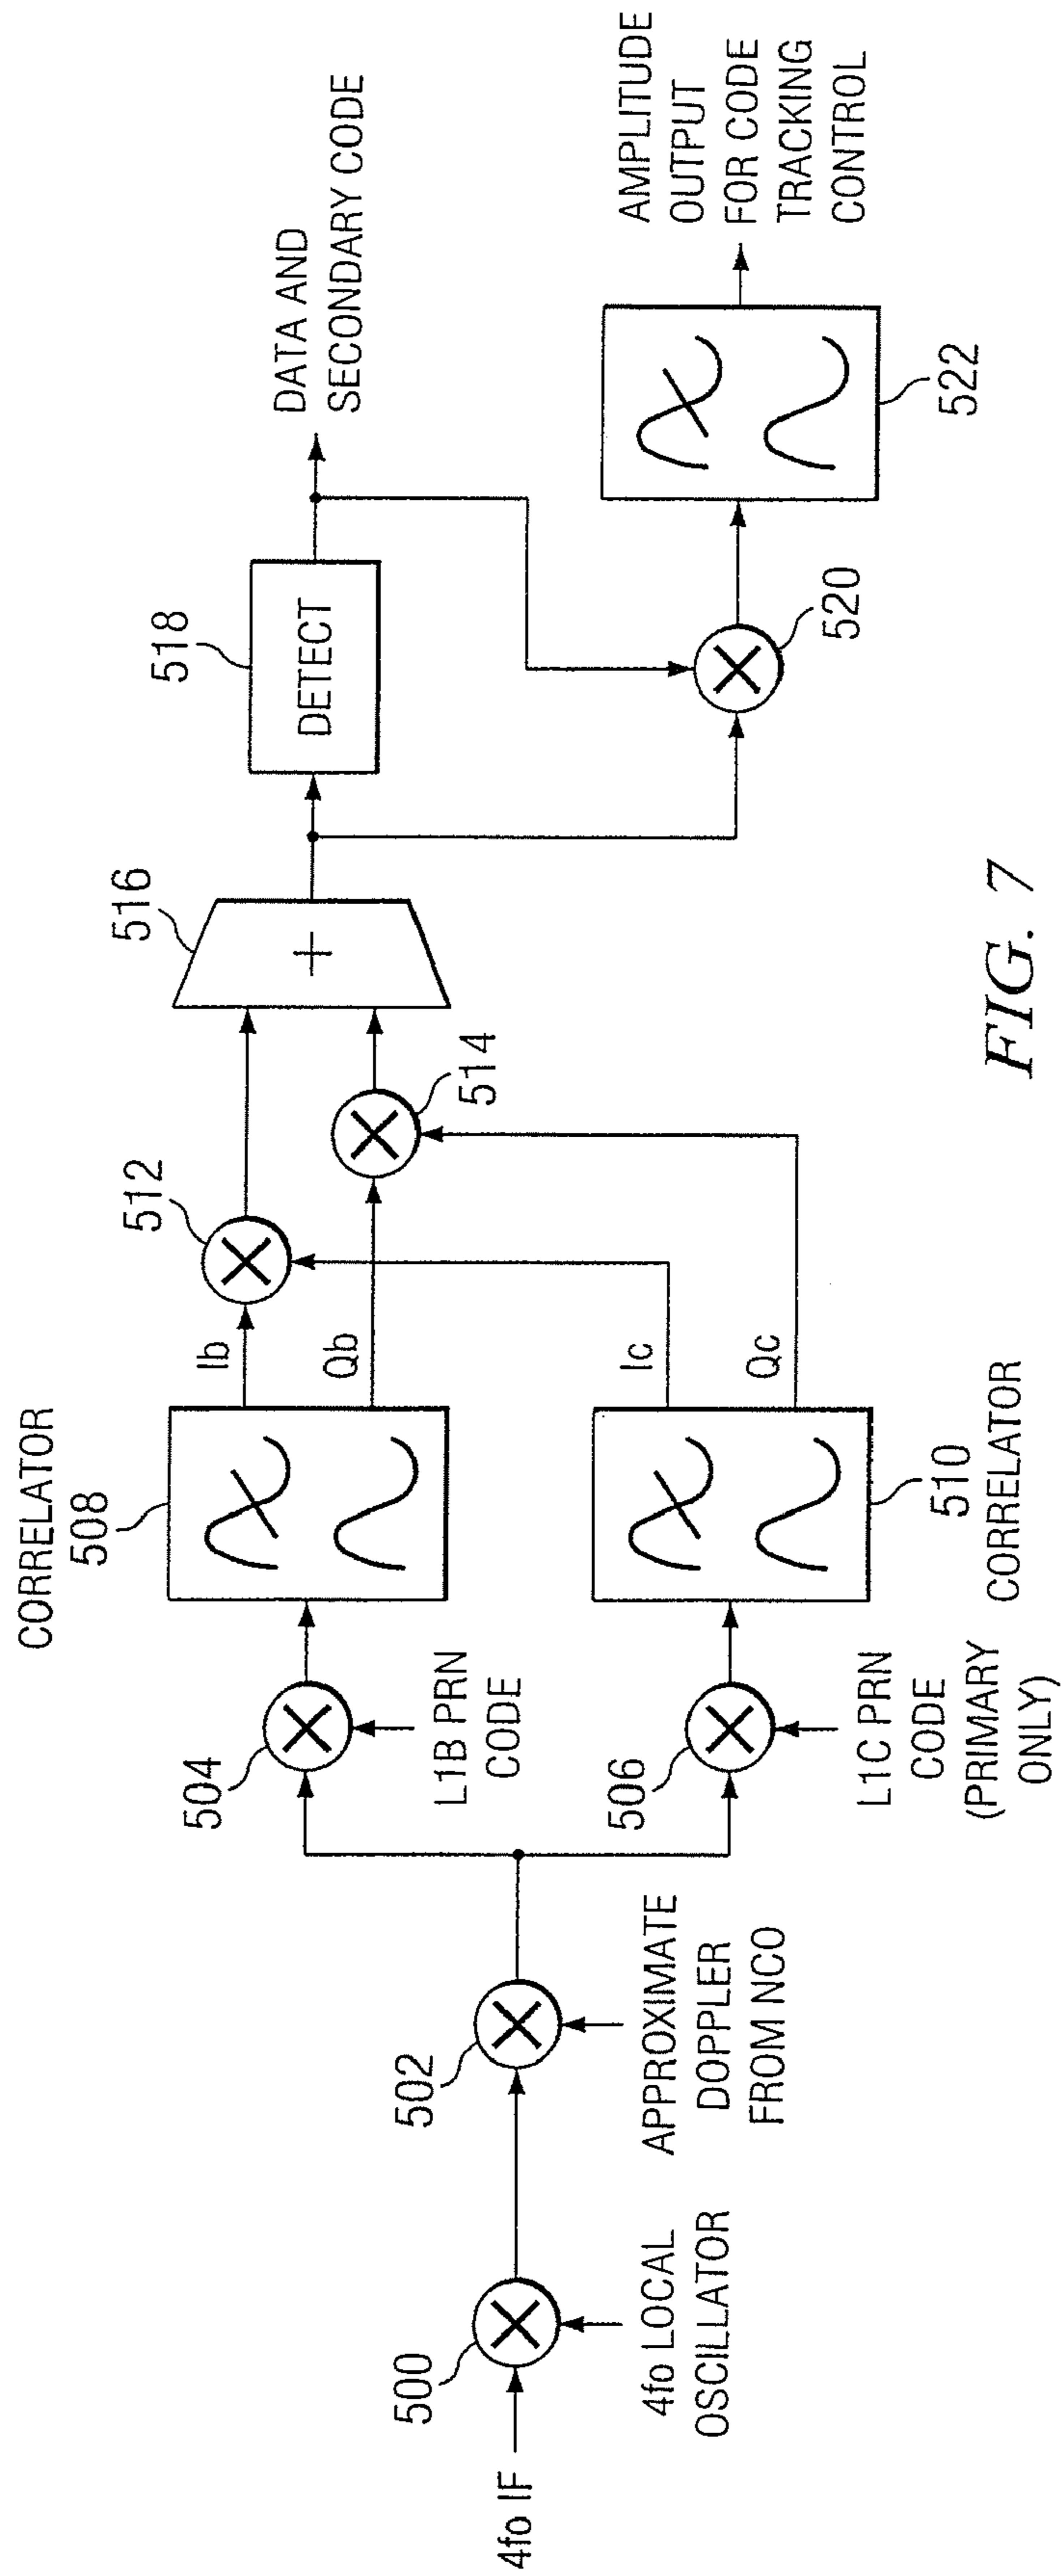 4fo IF
500
4fo LOCAL
OSCILLATOR
502
APPROXIMATE
DOPPLER
FROM NCO
504
L1B PRN
CODE
506
L1C PRN
CODE
(PRIMARY
ONLY)
CORRELATOR
508
510
CORRELATOR
Ib
Qb
Ic
Qc
512
514
516
+
518
DETECT
DATA AND
SECONDARY CODE
520
522
AMPLITUDE
OUTPUT
FOR CODE
TRACKING
CONTROL
FIG. 7